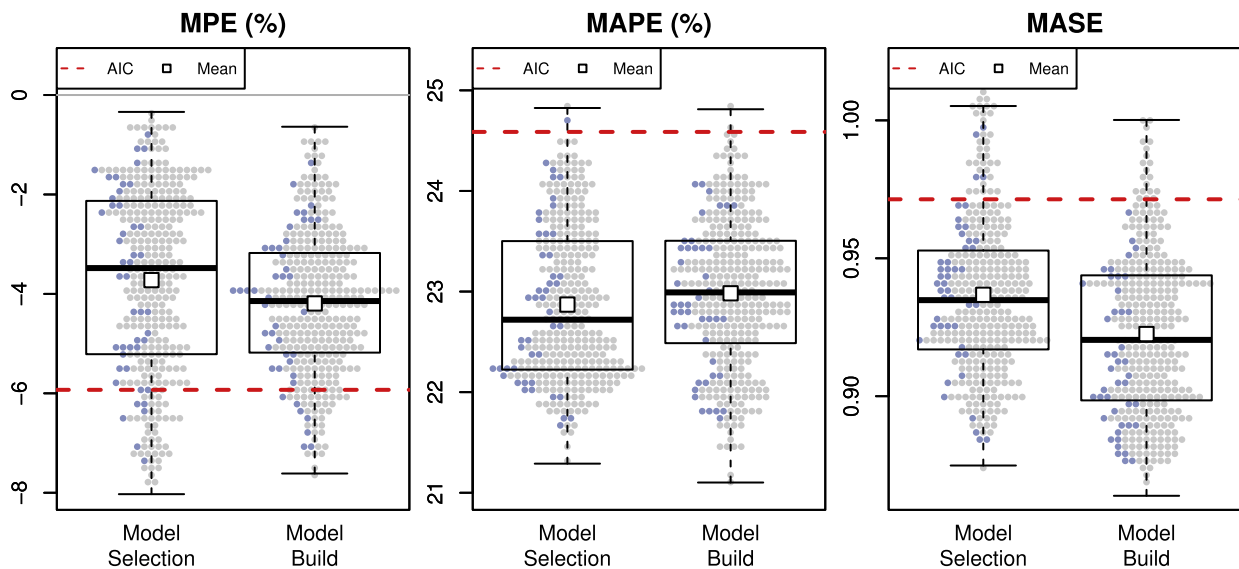 MPE (%)
AIC Mean
0
−2
−4
−6
−8
Model
Selection
Model
Build
MAPE (%)
AIC Mean
25
24
23
22
21
Model
Selection
Model
Build
MASE
AIC Mean
1.00
0.95
0.90
Model
Selection
Model
Build